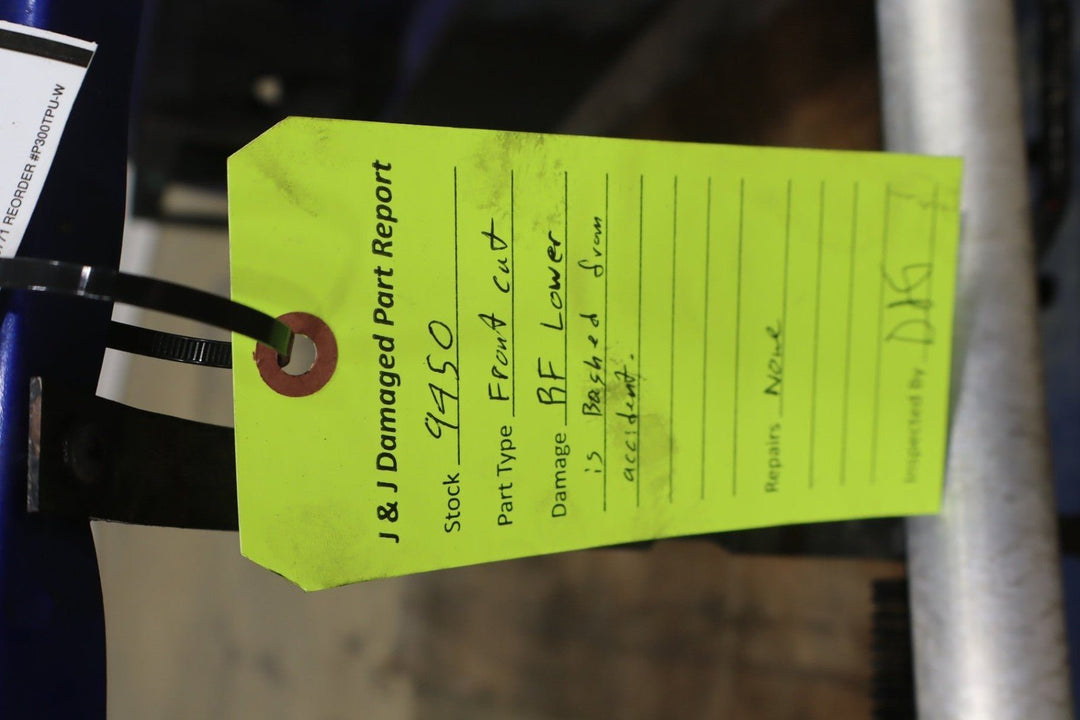 J & J Damaged Part Report
Stock 9450
Part Type Front cut
Damage RF Lower
is Bashed from
accident.
Repairs None
Inspected By
REORDER #P300TPU-W